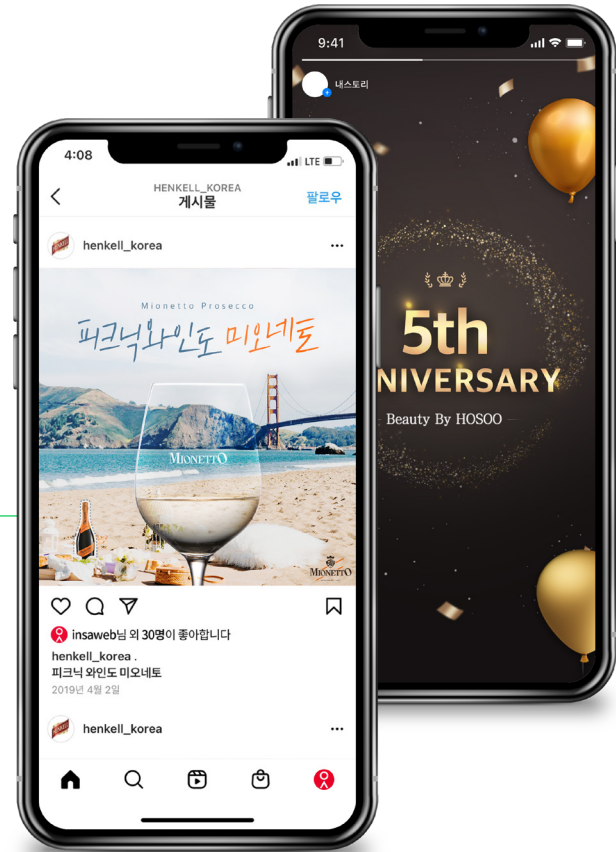 9:41
내스토리
5th
NIVERSARY
Beauty By HOSOO
4:08
LTE
HENKELL_KOREA
게시물
팔로우
henkell_korea
Mionetto Prosecco
피크닉와인도 미오네토
MIONETTO
MIONETTO
insaweb님 외 30명이 좋아합니다
henkell_korea .
피크닉 와인도 미오네토
2019년 4월 2일
henkell_korea